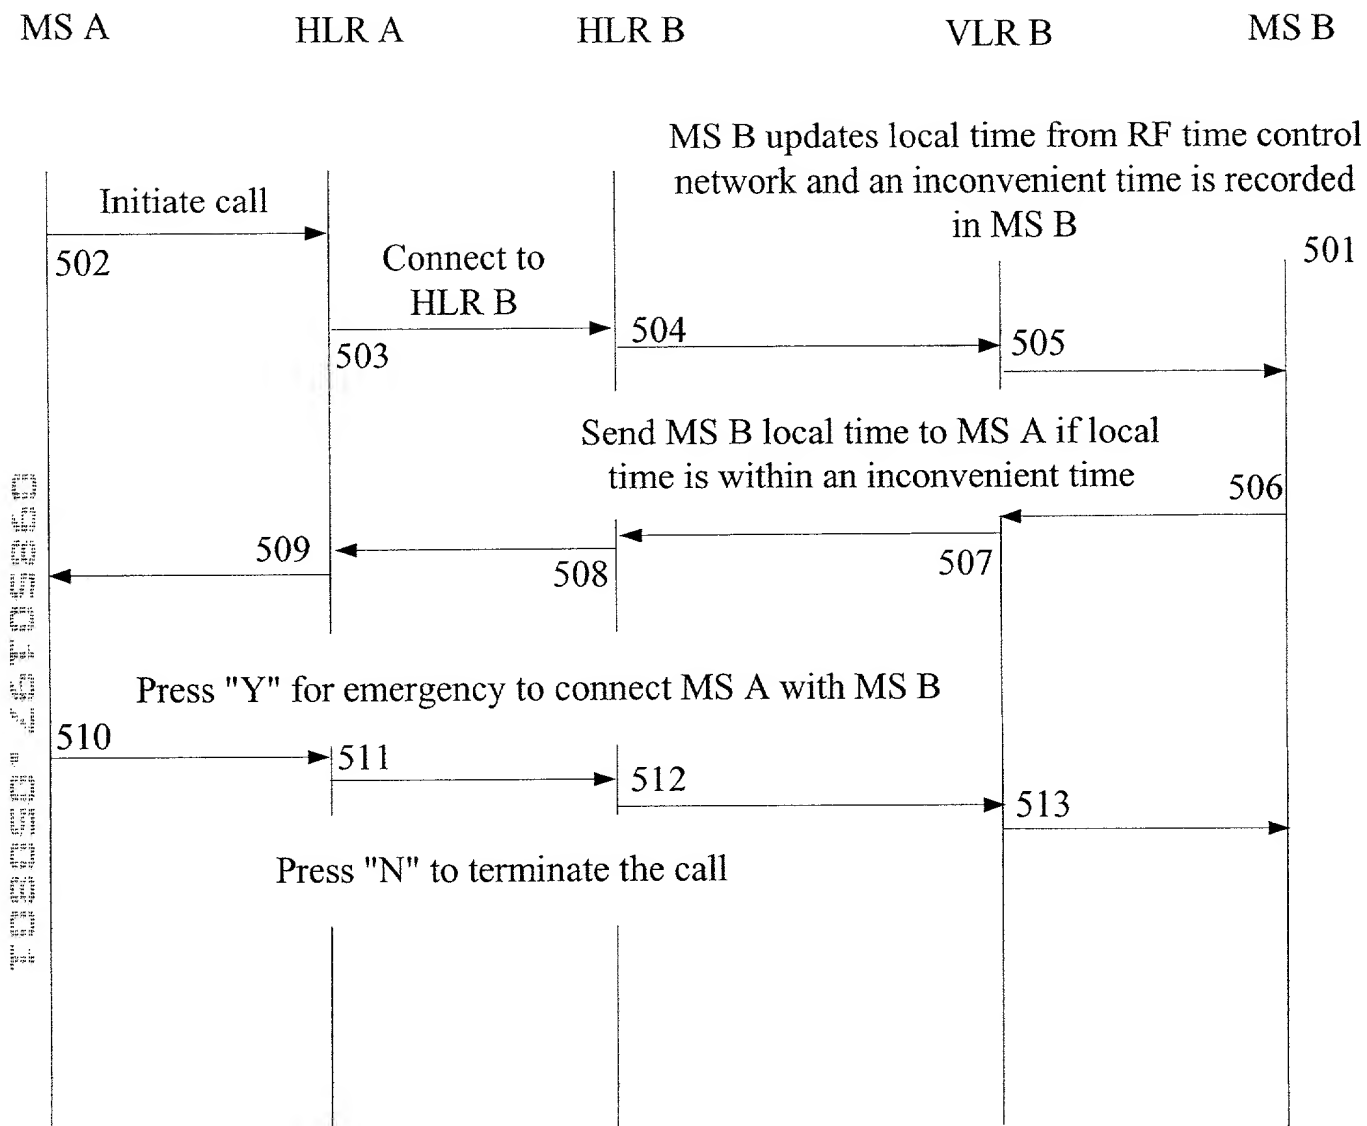 MS A HLR A HLR B VLR B MS B
MS B updates local time from RF time control
network and an inconvenient time is recorded
in MS B
501
Initiate call
502
Connect to
HLR B
503
504
505
Send MS B local time to MS A if local
time is within an inconvenient time
506
507
508
509
Press "Y" for emergency to connect MS A with MS B
510
511
512
513
Press "N" to terminate the call